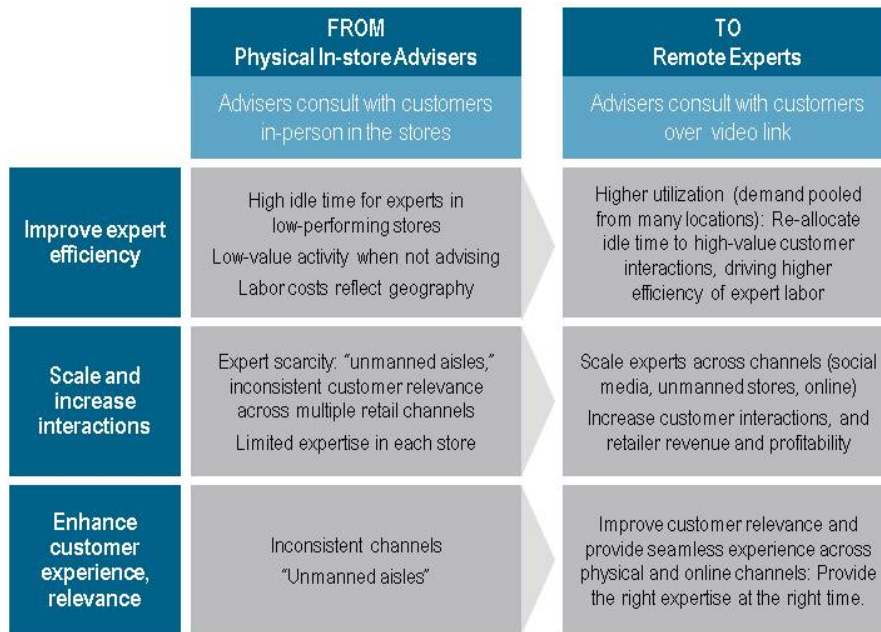 FROM
Physical In-store Advisers
TO
Remote Experts
Advisers consult with customers
in-person in the stores
Advisers consult with customers
over video link
Improve expert
efficiency
High idle time for experts in
low-performing stores
Low-value activity when not advising
Labor costs reflect geography
Higher utilization (demand pooled
from many locations): Re-allocate
idle time to high-value customer
interactions, driving higher
efficiency of expert labor
Scale and
increase
interactions
Expert scarcity: “unmanned aisles,”
inconsistent customer relevance
across multiple retail channels
Limited expertise in each store
Scale experts across channels (social
media, unmanned stores, online)
Increase customer interactions, and
retailer revenue and profitability
Enhance
customer
experience,
relevance
Inconsistent channels
“Unmanned aisles”
Improve customer relevance and
provide seamless experience across
physical and online channels: Provide
the right expertise at the right time.